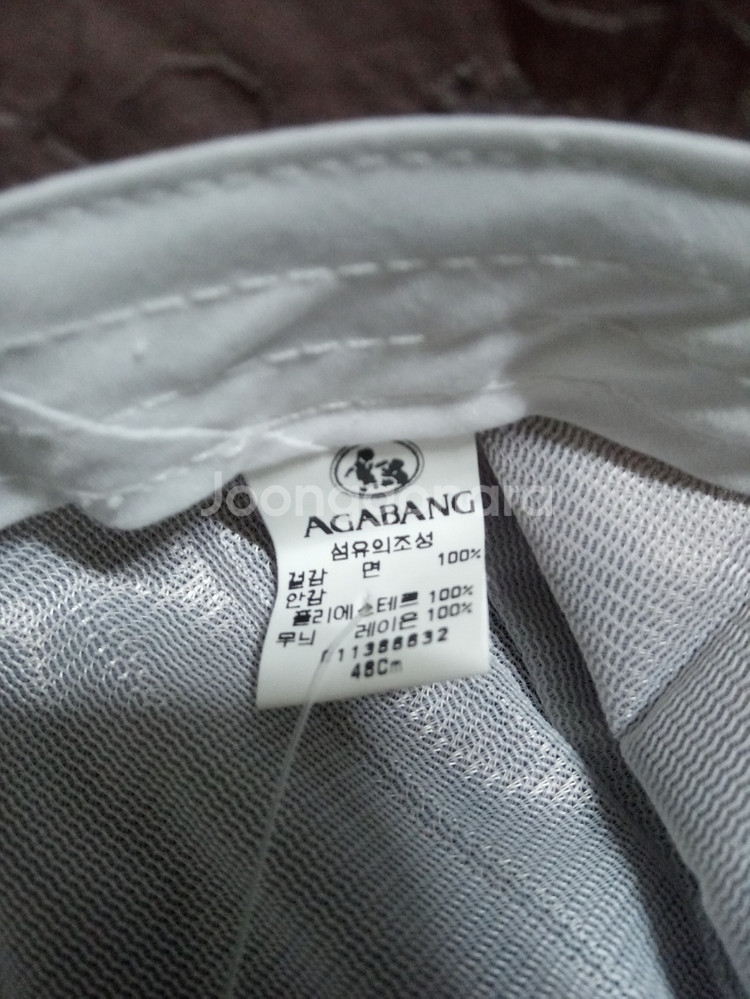 Joonggonara
AGABANG
섬유의조성
겉감 면 100%
안감
폴리에스테르 100%
무늬 레이온 100%
48Cm